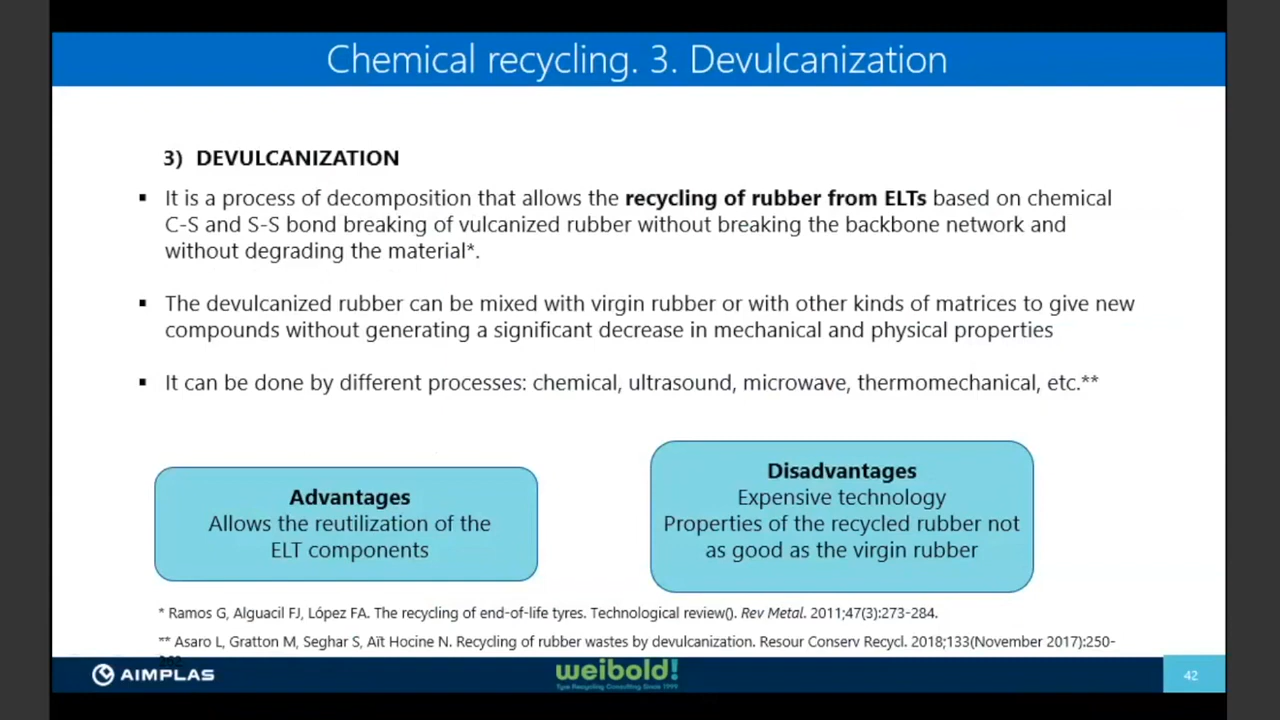 Chemical recycling. 3. Devulcanization
3) DEVULCANIZATION
▪ It is a process of decomposition that allows the recycling of rubber from ELTs based on chemical
C-S and S-S bond breaking of vulcanized rubber without breaking the backbone network and
without degrading the material*.
▪ The devulcanized rubber can be mixed with virgin rubber or with other kinds of matrices to give new
compounds without generating a significant decrease in mechanical and physical properties
▪ It can be done by different processes: chemical, ultrasound, microwave, thermomechanical, etc.**
Advantages
Allows the reutilization of the
ELT components
Disadvantages
Expensive technology
Properties of the recycled rubber not
as good as the virgin rubber
* Ramos G, Alguacil FJ, López FA. The recycling of end-of-life tyres. Technological review(). Rev Metal. 2011;47(3):273-284.
** Asaro L, Gratton M, Seghar S, Aït Hocine N. Recycling of rubber wastes by devulcanization. Resour Conserv Recycl. 2018;133(November 2017):250-
AIMPLAS
weibold!
Tyre Recycling Consulting Since 1999
42